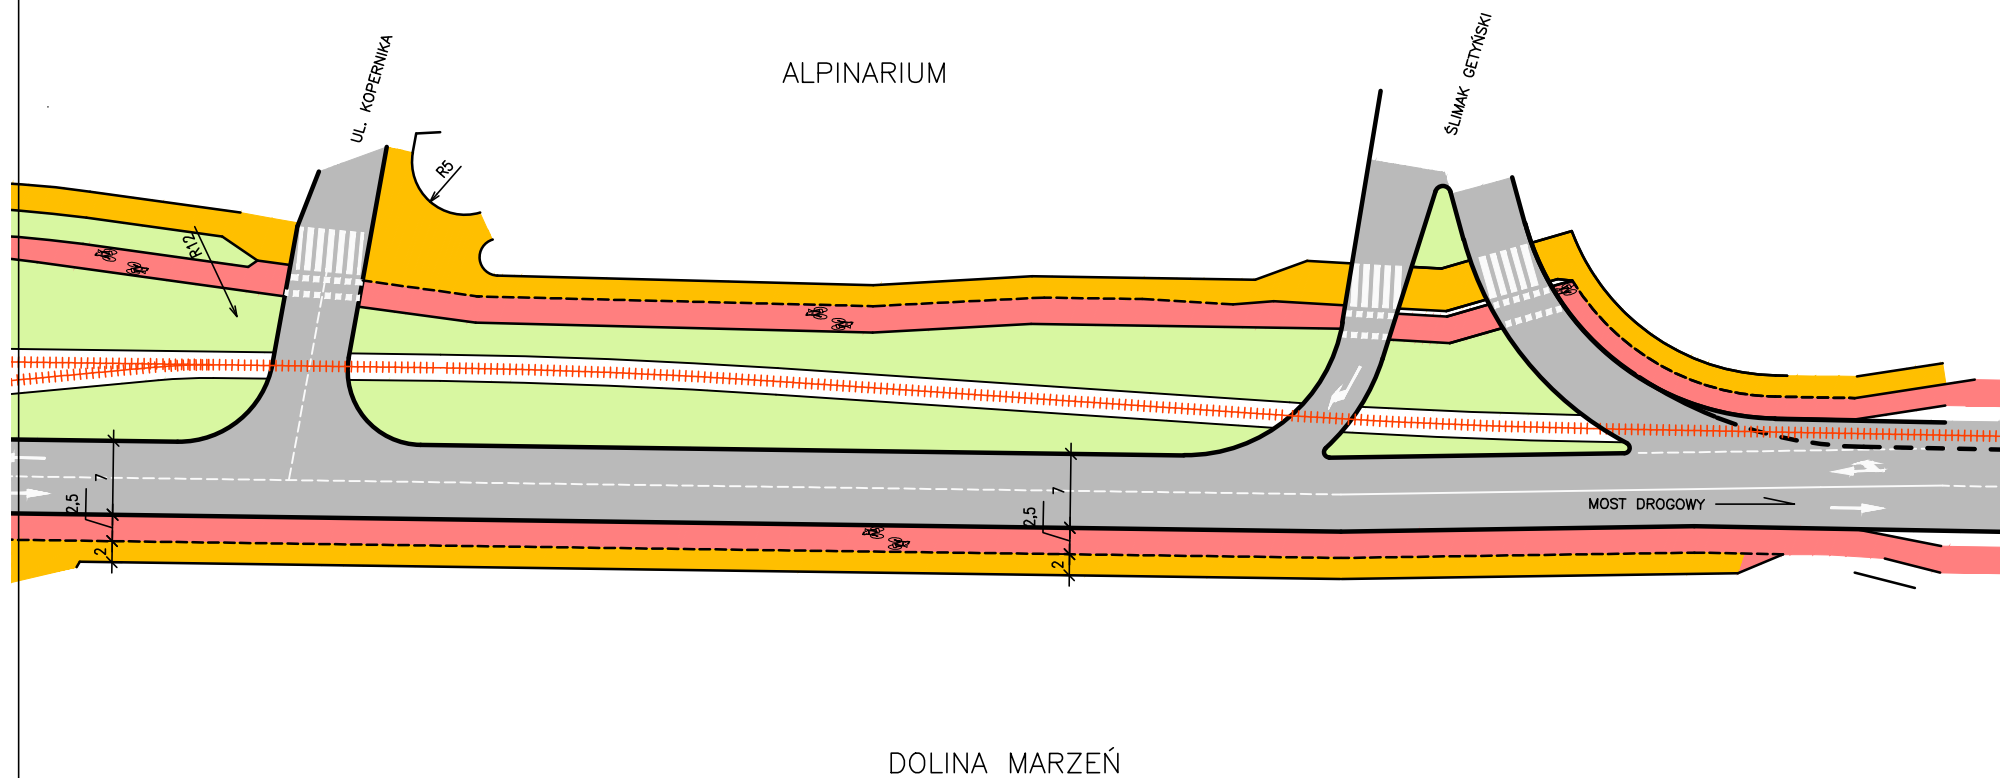 UL. KOPERNIKA
ALPINARIUM
ŚLIMAK GETYŃSKI
R5
R12
7
2,5
2
7
2,5
2
MOST DROGOWY
DOLINA MARZEŃ